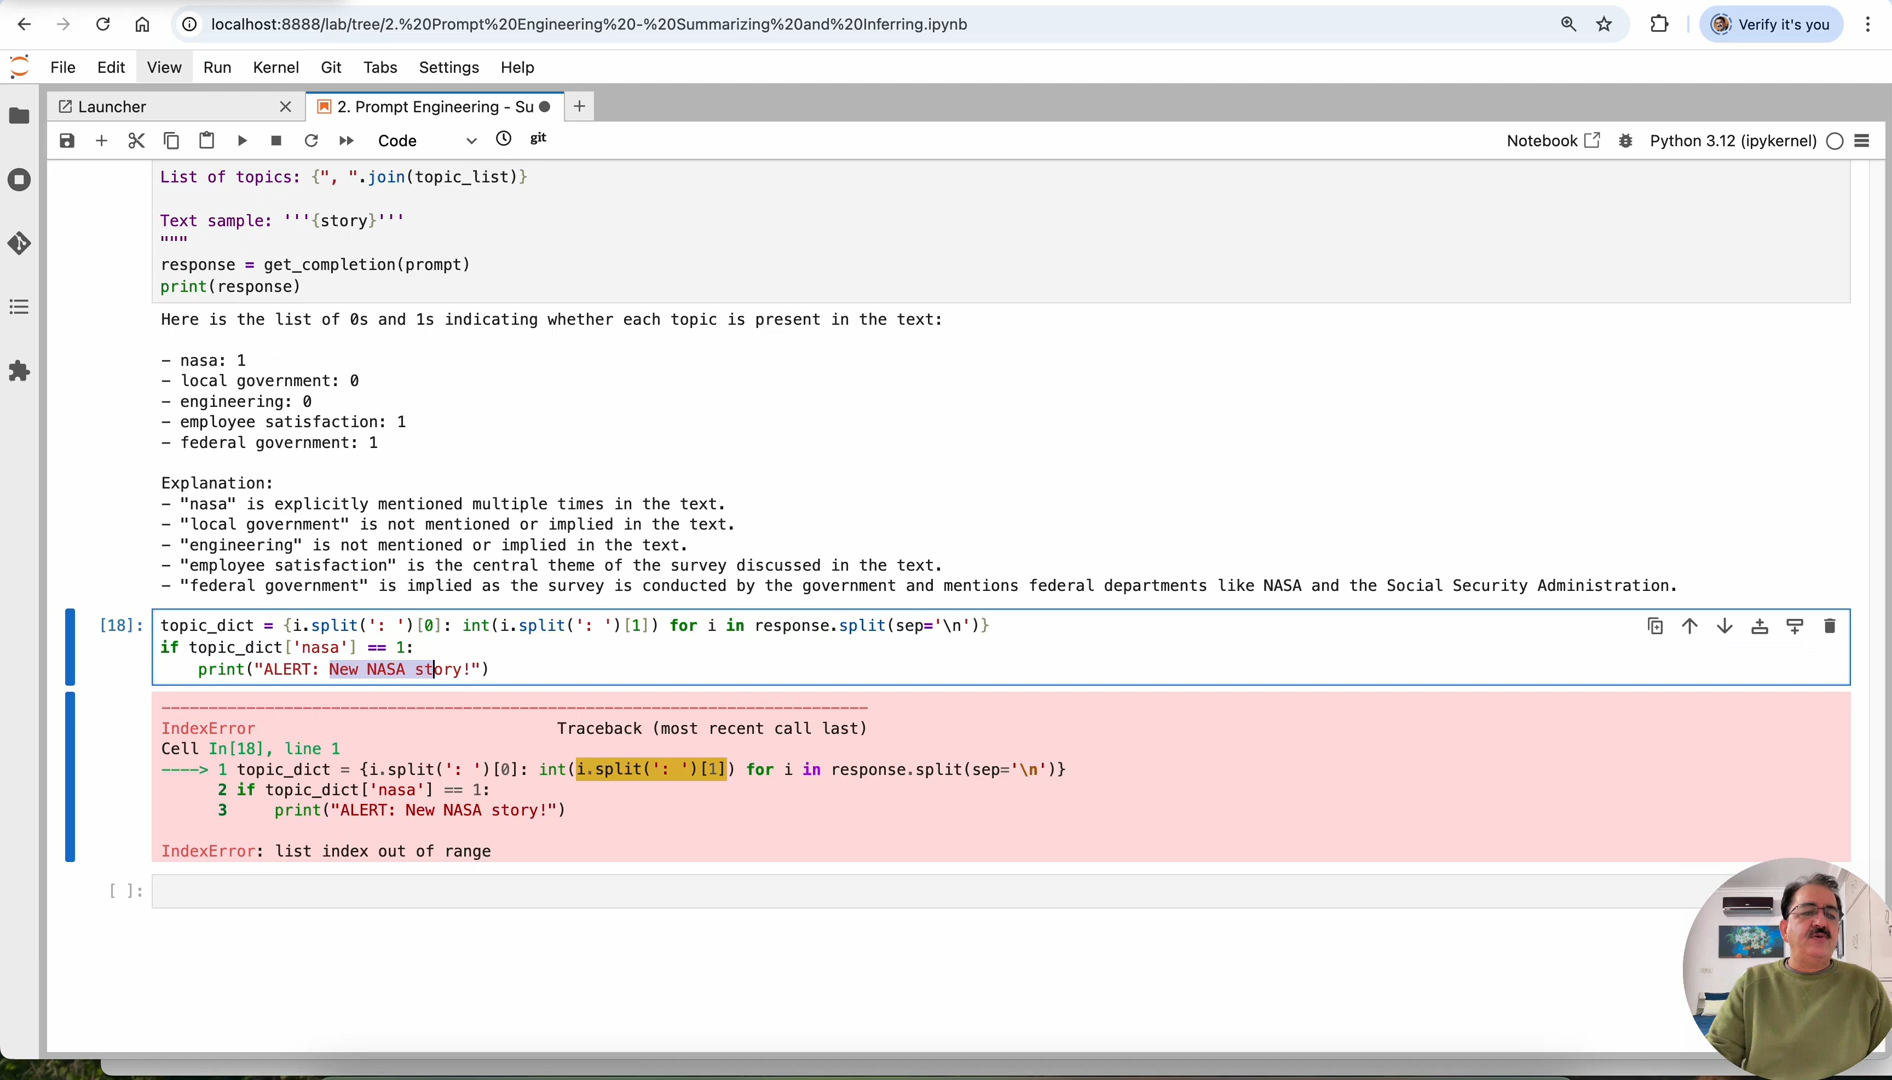 localhost:8888/lab/tree/2.%20Prompt%20Engineering%20-%20Summarizing%20and%20Inferring.ipynb
Verify it's you
File Edit View Run Kernel Git Tabs Settings Help
Launcher
2. Prompt Engineering - Su
Code
git
Notebook
Python 3.12 (ipykernel)
List of topics: {", ".join(topic_list)}
Text sample: '''{story}'''
"""
response = get_completion(prompt)
print(response)
Here is the list of 0s and 1s indicating whether each topic is present in the text:
- nasa: 1
- local government: 0
- engineering: 0
- employee satisfaction: 1
- federal government: 1
Explanation:
- "nasa" is explicitly mentioned multiple times in the text.
- "local government" is not mentioned or implied in the text.
- "engineering" is not mentioned or implied in the text.
- "employee satisfaction" is the central theme of the survey discussed in the text.
- "federal government" is implied as the survey is conducted by the government and mentions federal departments like NASA and the Social Security Administration.
[18]:
topic_dict = {i.split(': ')[0]: int(i.split(': ')[1]) for i in response.split(sep='\n')}
if topic_dict['nasa'] == 1:
    print("ALERT: New NASA story!")
---------------------------------------------------------------------------
IndexError                                Traceback (most recent call last)
Cell In[18], line 1
----> 1 topic_dict = {i.split(': ')[0]: int(i.split(': ')[1]) for i in response.split(sep='\n')}
      2 if topic_dict['nasa'] == 1:
      3     print("ALERT: New NASA story!")
IndexError: list index out of range
[ ]: